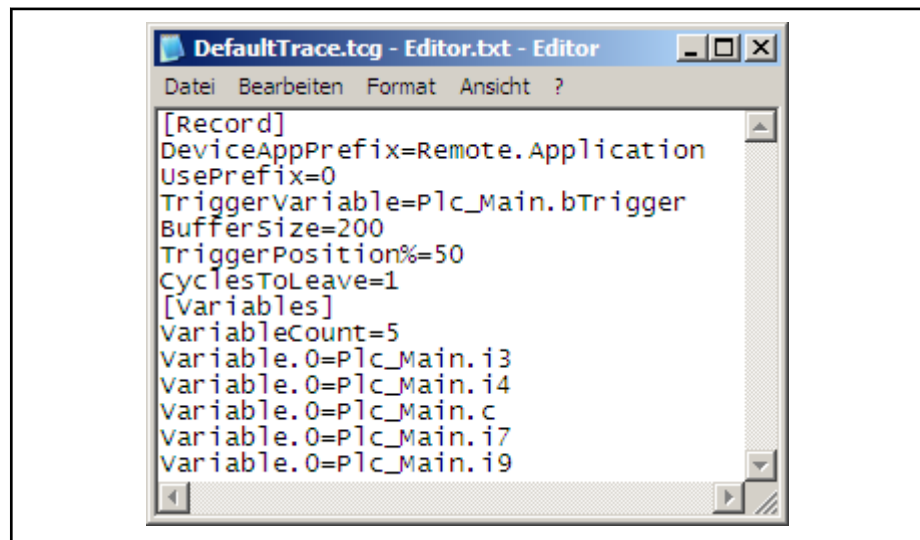 DefaultTrace.tcg - Editor.txt - Editor
Datei Bearbeiten Format Ansicht ?
[Record]
DeviceAppPrefix=Remote.Application
UsePrefix=0
TriggerVariable=Plc_Main.bTrigger
BufferSize=200
TriggerPosition%=50
CyclesToLeave=1
[Variables]
VariableCount=5
Variable.0=Plc_Main.i3
Variable.0=Plc_Main.i4
Variable.0=Plc_Main.c
Variable.0=Plc_Main.i7
Variable.0=Plc_Main.i9